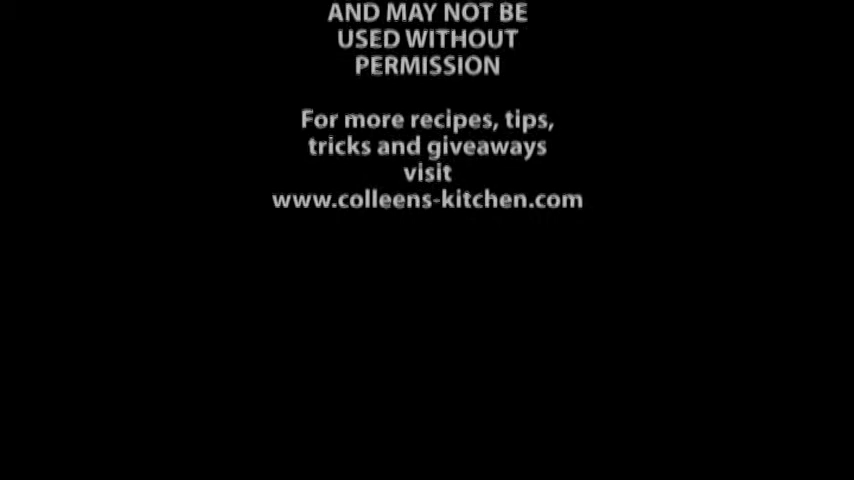 AND MAY NOT BE
USED WITHOUT
PERMISSION
For more recipes, tips,
tricks and giveaways
visit
www.colleens-kitchen.com